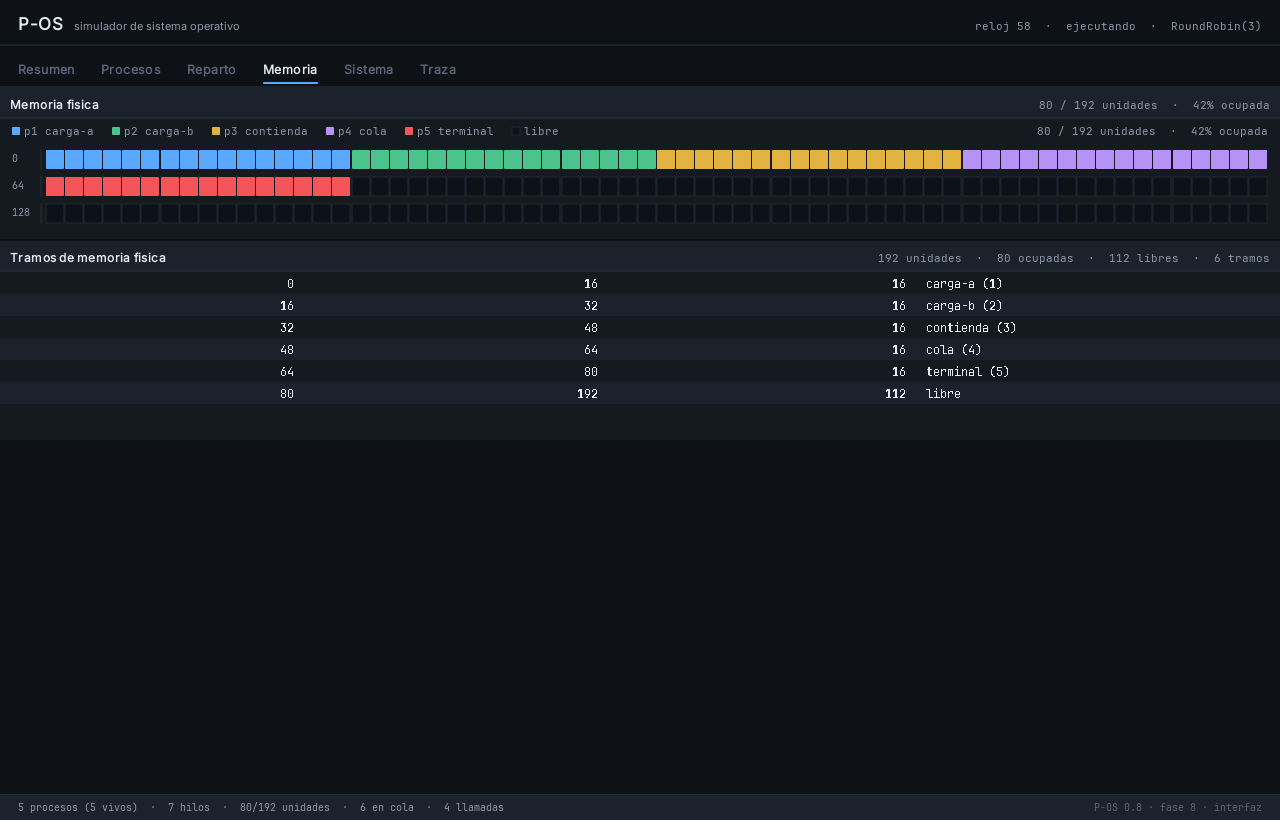 P-OS simulador de sistema operativo reloj 58 · ejecutando · RoundRobin(3)
Resumen Procesos Reparto Memoria Sistema Traza
Memoria fisica 80 / 192 unidades · 42% ocupada
p1 carga-a p2 carga-b p3 contienda p4 cola p5 terminal libre 80 / 192 unidades · 42% ocupada
0
64
128
Tramos de memoria fisica 192 unidades · 80 ocupadas · 112 libres · 6 tramos
0 16 16 carga-a (1)
16 32 16 carga-b (2)
32 48 16 contienda (3)
48 64 16 cola (4)
64 80 16 terminal (5)
80 192 112 libre
5 procesos (5 vivos) · 7 hilos · 80/192 unidades · 6 en cola · 4 llamadas P-OS 0.8 · fase 8 · interfaz